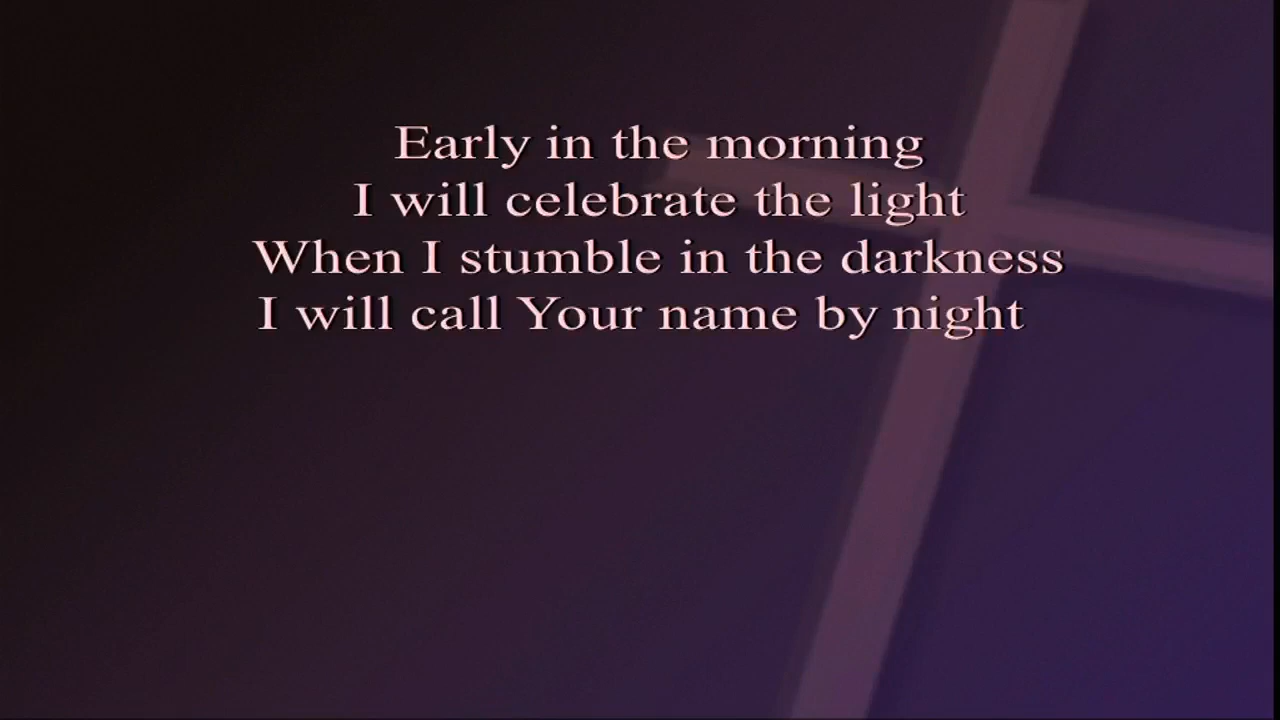 Early in the morning
I will celebrate the light
When I stumble in the darkness
I will call Your name by night